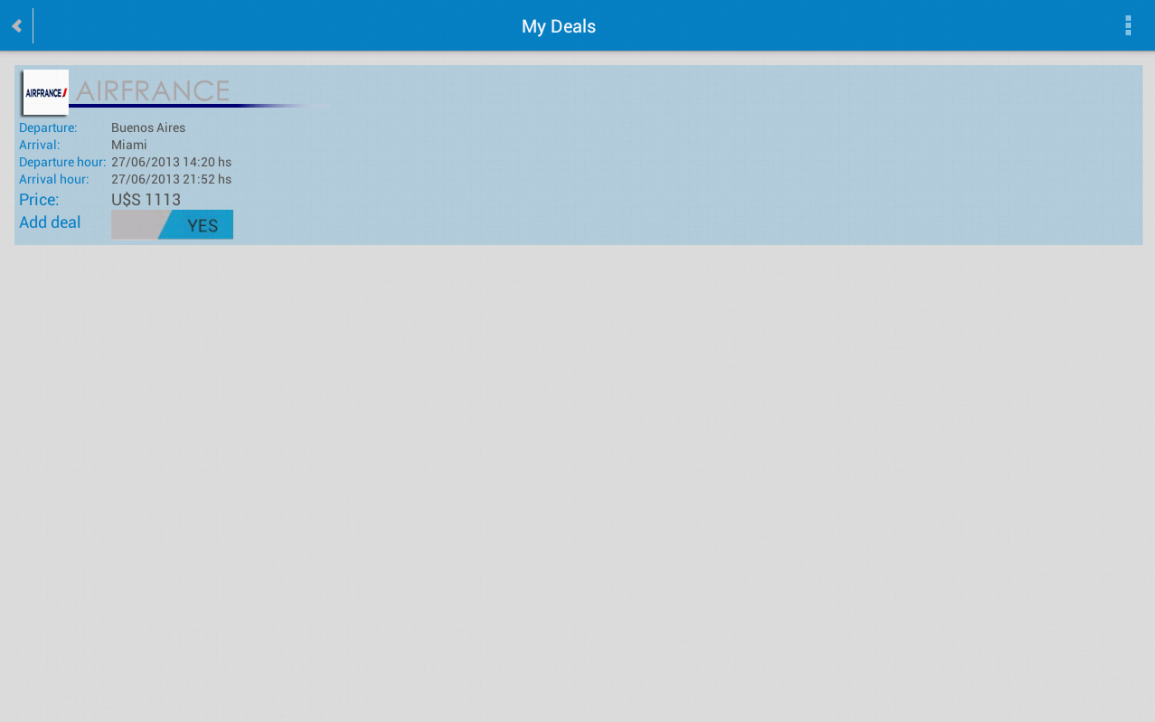 My Deals
AIRFRANCE AIRFRANCE
Departure: Buenos Aires
Arrival: Miami
Departure hour: 27/06/2013 14:20 hs
Arrival hour: 27/06/2013 21:52 hs
Price: U$S 1113
Add deal YES